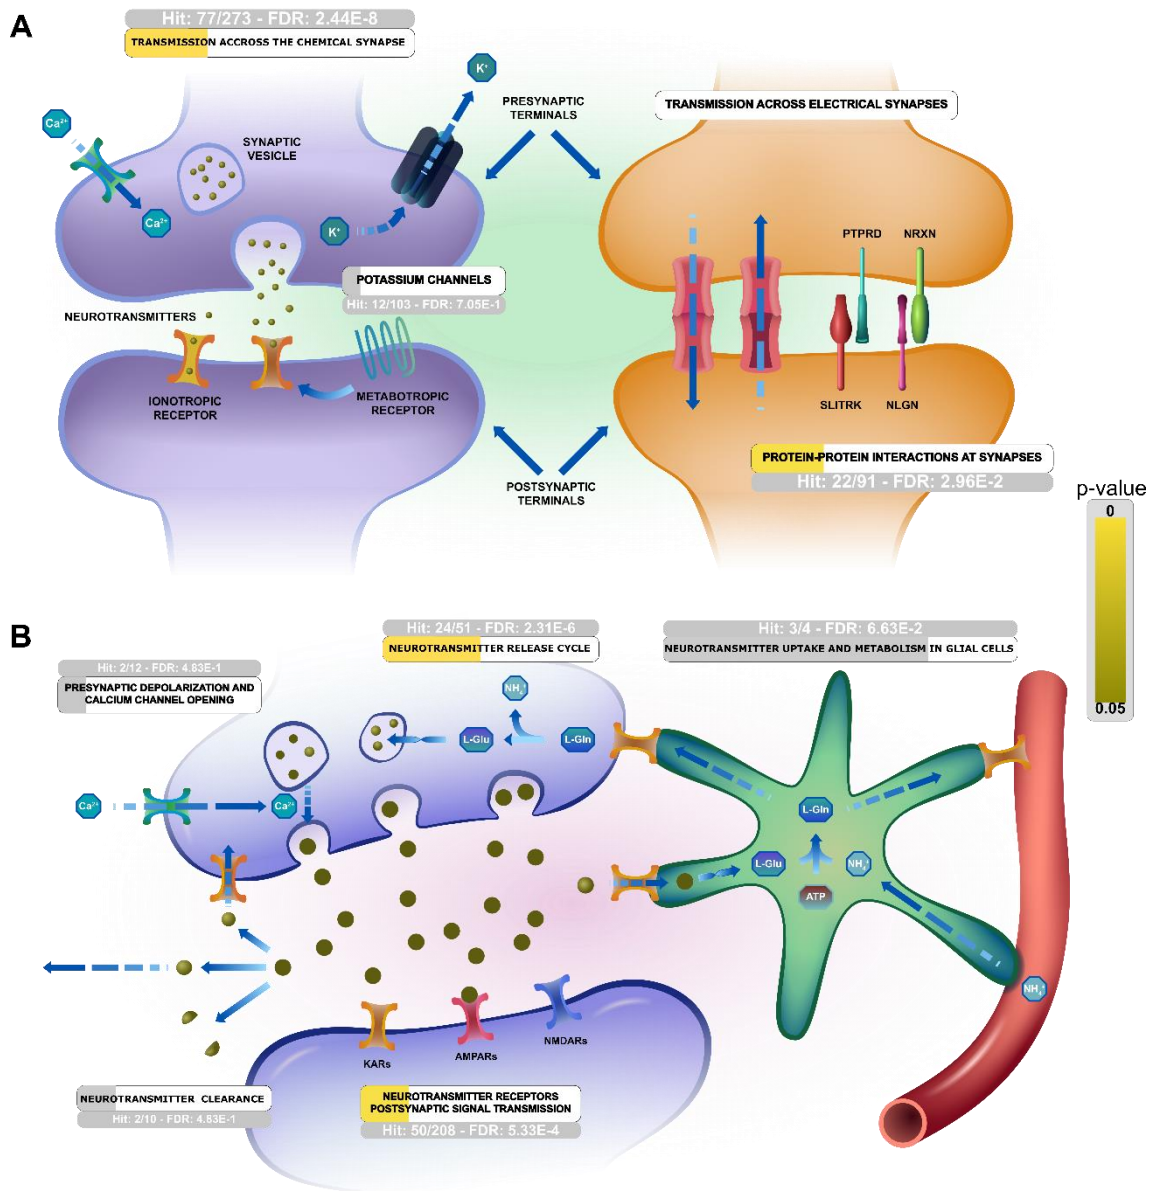 A
Hit: 77/273 - FDR: 2.44E-8
TRANSMISSION ACCROSS THE CHEMICAL SYNAPSE
K⁺
PRESYNAPTIC
TERMINALS
TRANSMISSION ACROSS ELECTRICAL SYNAPSES
Ca²⁺
SYNAPTIC
VESICLE
Ca²⁺
K⁺
PTPRD
NRXN
POTASSIUM CHANNELS
Hit: 12/103 - FDR: 7.05E-1
NEUROTRANSMITTERS
IONOTROPIC
RECEPTOR
METABOTROPIC
RECEPTOR
SLITRK
NLGN
PROTEIN-PROTEIN INTERACTIONS AT SYNAPSES
Hit: 22/91 - FDR: 2.96E-2
POSTSYNAPTIC
TERMINALS
p-value
0
0.05
B
Hit: 24/51 - FDR: 2.31E-6
NEUROTRANSMITTER RELEASE CYCLE
Hit: 3/4 - FDR: 6.63E-2
NEUROTRANSMITTER UPTAKE AND METABOLISM IN GLIAL CELLS
Hit: 2/12 - FDR: 4.83E-1
PRESYNAPTIC DEPOLARIZATION AND
CALCIUM CHANNEL OPENING
NH₄⁺
L-Glu
L-Gln
Ca²⁺
Ca²⁺
L-Gln
L-Glu
NH₄⁺
ATP
NH₄⁺
KARs
AMPARs
NMDARs
NEUROTRANSMITTER CLEARANCE
Hit: 2/10 - FDR: 4.83E-1
NEUROTRANSMITTER RECEPTORS
POSTSYNAPTIC SIGNAL TRANSMISSION
Hit: 50/208 - FDR: 5.33E-4